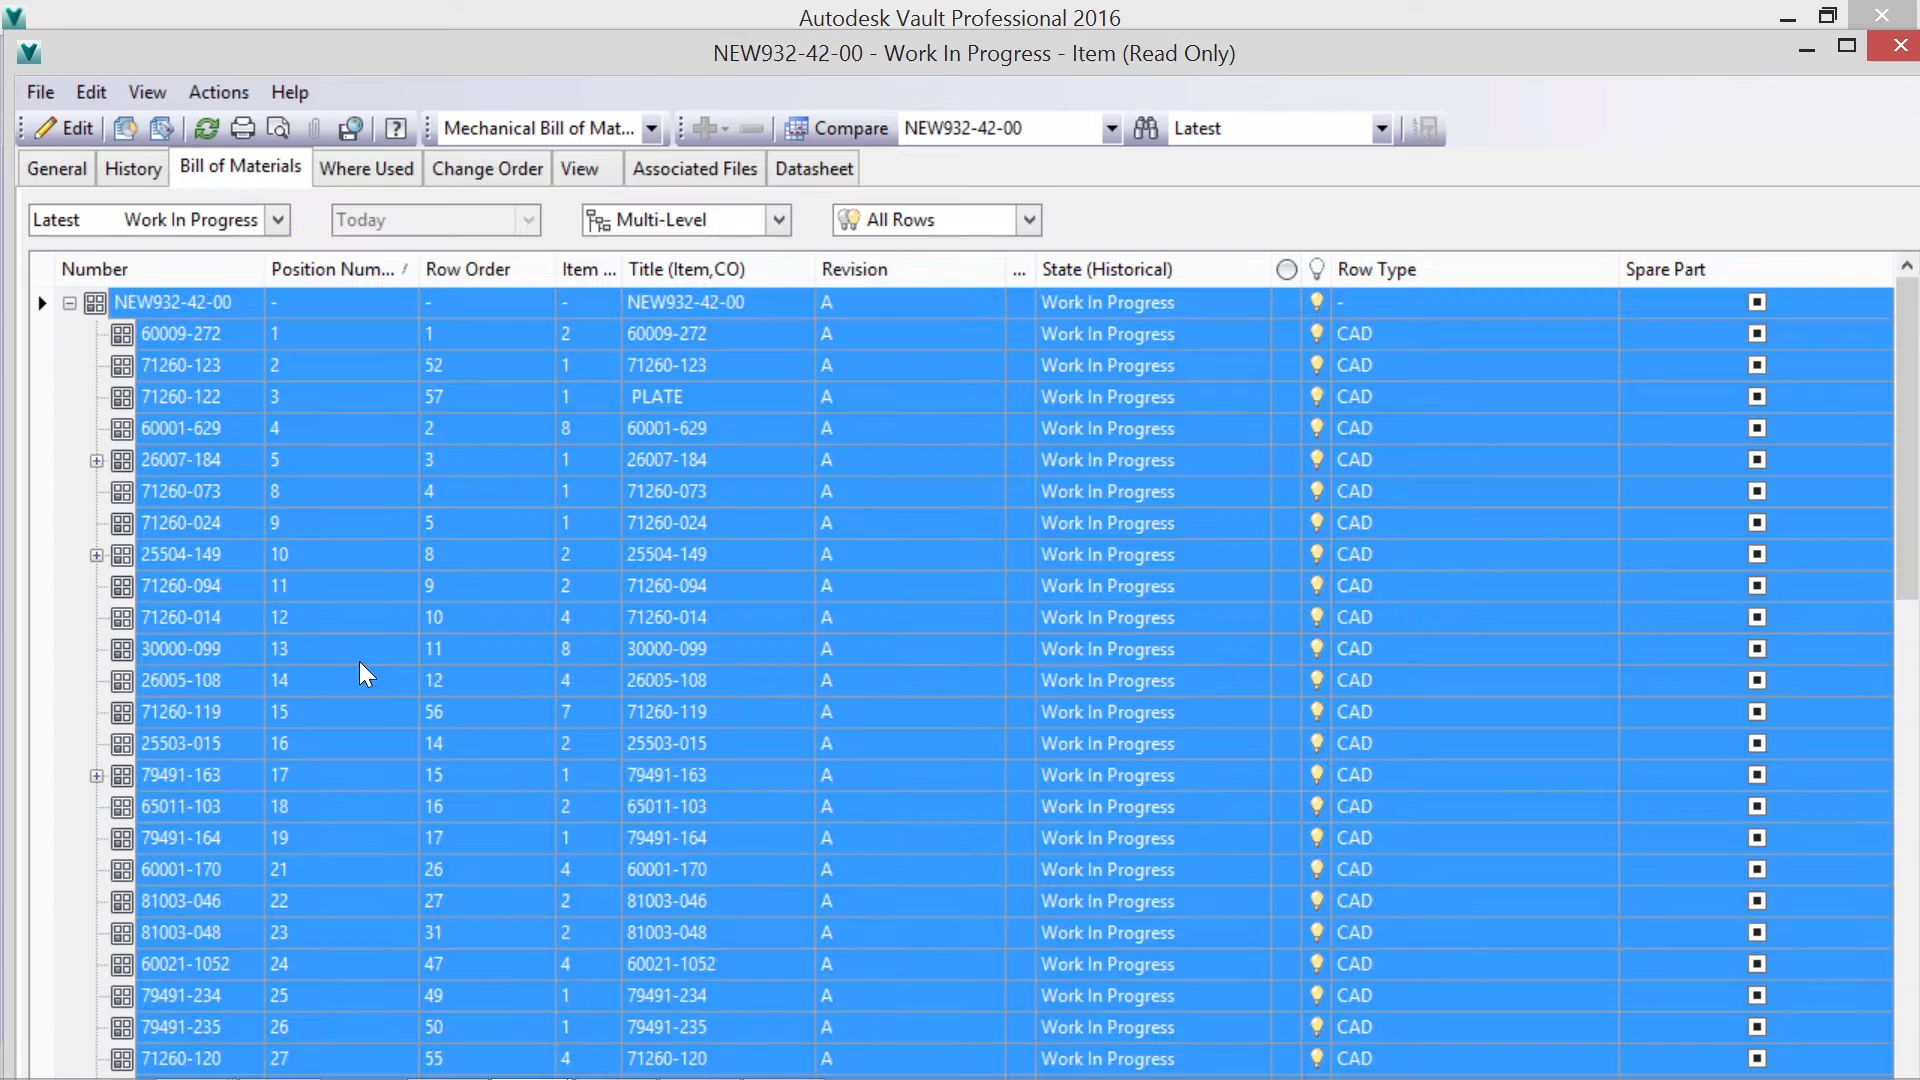 Autodesk Vault Professional 2016
NEW932-42-00 - Work In Progress - Item (Read Only)
File Edit View Actions Help
Edit Mechanical Bill of Mat... Compare NEW932-42-00 Latest
General History Bill of Materials Where Used Change Order View Associated Files Datasheet
Latest Work In Progress Today Multi-Level All Rows
Number Position Num... Row Order Item ... Title (Item,CO) Revision ... State (Historical) Row Type Spare Part
NEW932-42-00 - - - NEW932-42-00 A Work In Progress -
60009-272 1 1 2 60009-272 A Work In Progress CAD
71260-123 2 52 1 71260-123 A Work In Progress CAD
71260-122 3 57 1 PLATE A Work In Progress CAD
60001-629 4 2 8 60001-629 A Work In Progress CAD
26007-184 5 3 1 26007-184 A Work In Progress CAD
71260-073 8 4 1 71260-073 A Work In Progress CAD
71260-024 9 5 1 71260-024 A Work In Progress CAD
25504-149 10 8 2 25504-149 A Work In Progress CAD
71260-094 11 9 2 71260-094 A Work In Progress CAD
71260-014 12 10 4 71260-014 A Work In Progress CAD
30000-099 13 11 8 30000-099 A Work In Progress CAD
26005-108 14 12 4 26005-108 A Work In Progress CAD
71260-119 15 56 7 71260-119 A Work In Progress CAD
25503-015 16 14 2 25503-015 A Work In Progress CAD
79491-163 17 15 1 79491-163 A Work In Progress CAD
65011-103 18 16 2 65011-103 A Work In Progress CAD
79491-164 19 17 1 79491-164 A Work In Progress CAD
60001-170 21 26 4 60001-170 A Work In Progress CAD
81003-046 22 27 2 81003-046 A Work In Progress CAD
81003-048 23 31 2 81003-048 A Work In Progress CAD
60021-1052 24 47 4 60021-1052 A Work In Progress CAD
79491-234 25 49 1 79491-234 A Work In Progress CAD
79491-235 26 50 1 79491-235 A Work In Progress CAD
71260-120 27 55 4 71260-120 A Work In Progress CAD